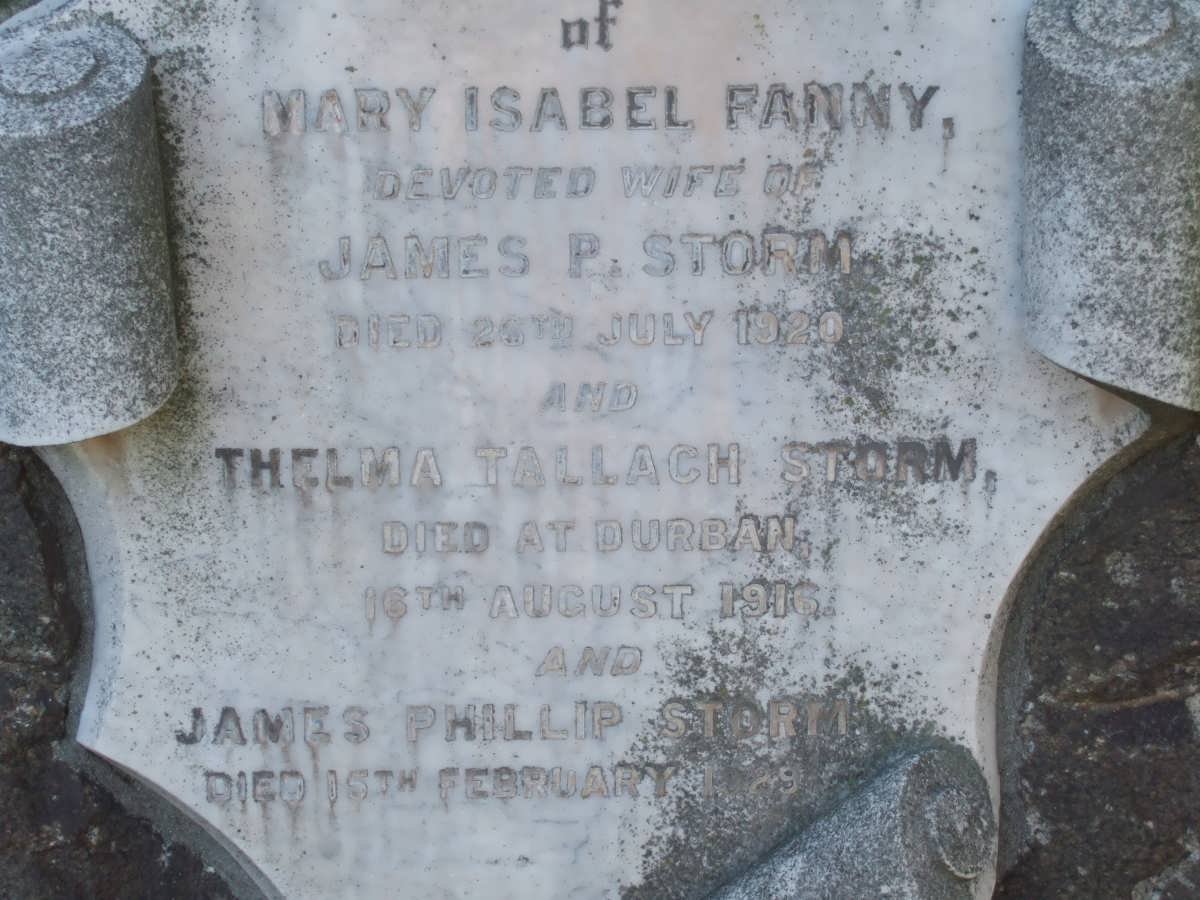 of
MARY ISABEL FANNY,
DEVOTED WIFE OF
JAMES P. STORM
DIED 26TH JULY 1920.
AND
THELMA TALLACH STORM,
DIED AT DURBAN,
16TH AUGUST 1916.
AND
JAMES PHILLIP STORM.
DIED 15TH FEBRUARY